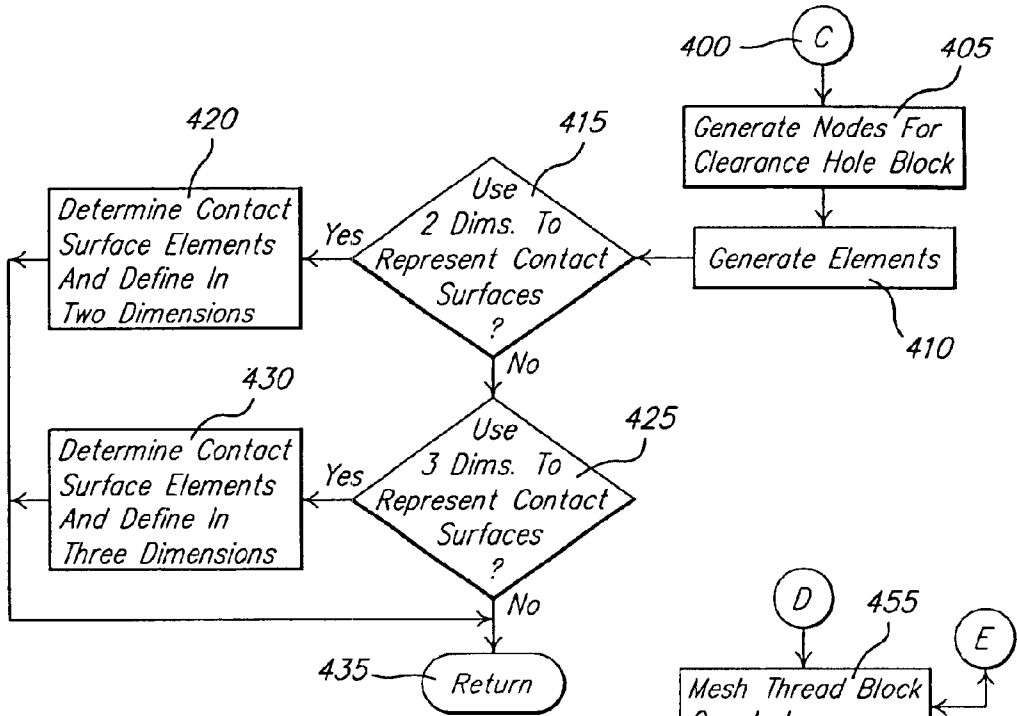 400
C
405
Generate Nodes For
Clearance Hole Block
Generate Elements
410
415
Use
2 Dims. To
Represent Contact
Surfaces
?
Yes
No
420
Determine Contact
Surface Elements
And Define In
Two Dimensions
425
Use
3 Dims. To
Represent Contact
Surfaces
?
Yes
No
430
Determine Contact
Surface Elements
And Define In
Three Dimensions
435
Return
D
455
E
Mesh Thread Block